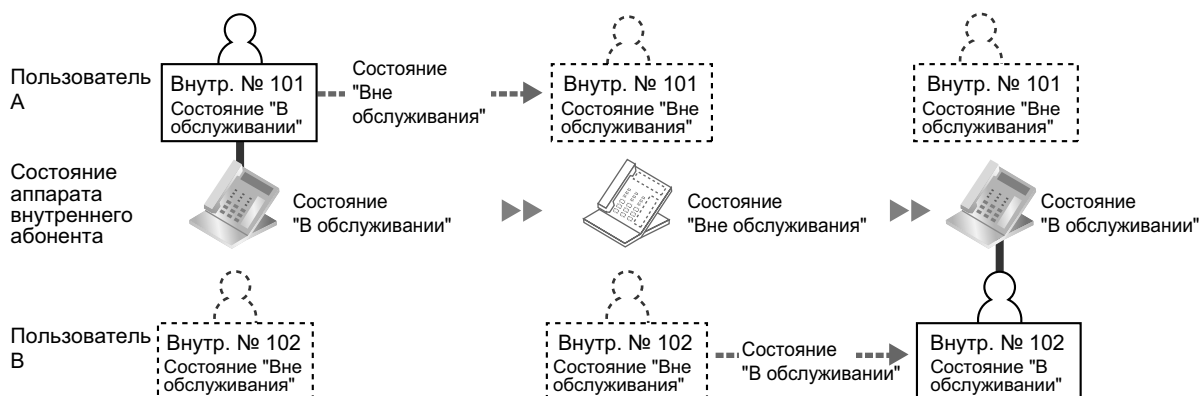 Пользователь
А
Внутр. № 101
Состояние "В
обслуживании"
Состояние
"Вне
обслуживания"
Внутр. № 101
Состояние "Вне
обслуживания"
Внутр. № 101
Состояние "Вне
обслуживания"
Состояние
аппарата
внутреннего
абонента
Состояние
"В обслуживании"
Состояние
"Вне обслуживания"
Состояние
"В обслуживании"
Пользователь
В
Внутр. № 102
Состояние "Вне
обслуживания"
Внутр. № 102
Состояние "Вне
обслуживания"
Состояние
"В обслуживании"
Внутр. № 102
Состояние "В
обслуживании"